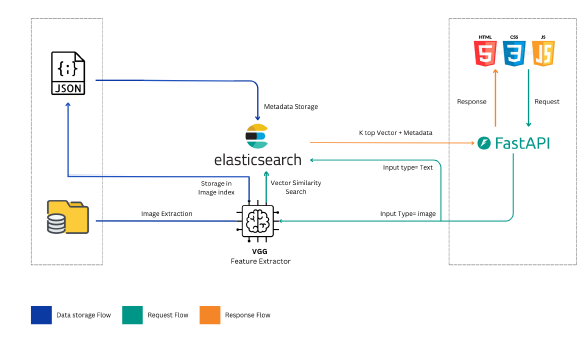 HTML
CSS
JS
5
3
JS
{;}
JSON
Metadata Storage
Response
Request
elasticsearch
K top Vector + Metadata
FastAPI
Input type= Text
Storage in
Image index
Vector Similarity
Search
Image Extraction
Input Type= image
VGG
Feature Extractor
Data storage Flow
Request Flow
Response Flow